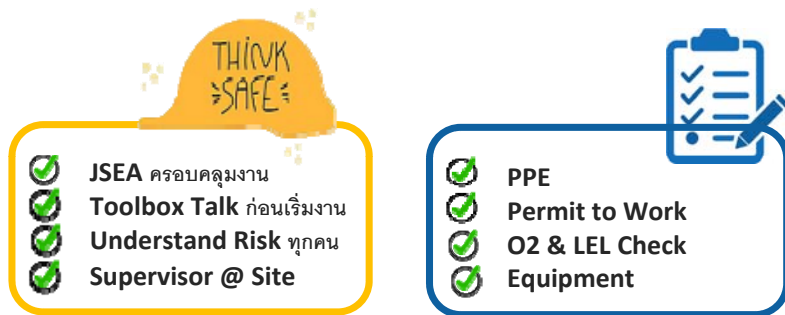 THINK
SAFE
JSEA ครอบคลุมงาน
Toolbox Talk ก่อนเริ่มงาน
Understand Risk ทุกคน
Supervisor @ Site
PPE
Permit to Work
O2 & LEL Check
Equipment